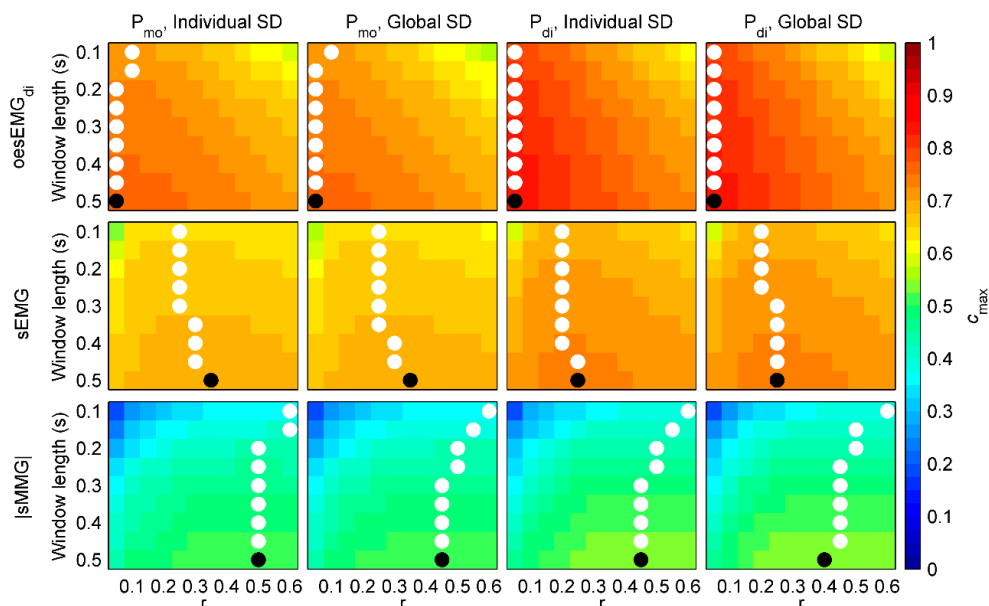 P_mo, Individual SD
P_mo, Global SD
P_di, Individual SD
P_di, Global SD
oesEMG_di
Window length (s)
0.1
0.2
0.3
0.4
0.5
sEMG
Window length (s)
0.1
0.2
0.3
0.4
0.5
|sMMG|
Window length (s)
0.1
0.2
0.3
0.4
0.5
0.1 0.2 0.3 0.4 0.5 0.6
r
0.1 0.2 0.3 0.4 0.5 0.6
r
0.1 0.2 0.3 0.4 0.5 0.6
r
0.1 0.2 0.3 0.4 0.5 0.6
r
1
0.9
0.8
0.7
0.6
0.5
0.4
0.3
0.2
0.1
0
c_max